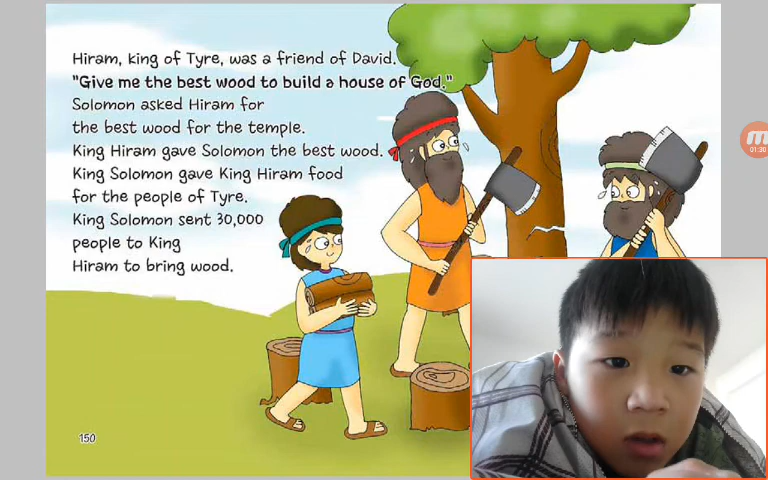 Hiram, king of Tyre, was a friend of David.
"Give me the best wood to build a house of God."
Solomon asked Hiram for
the best wood for the temple.
King Hiram gave Solomon the best wood.
King Solomon gave King Hiram food
for the people of Tyre.
King Solomon sent 30,000
people to King
Hiram to bring wood.
150
01:30